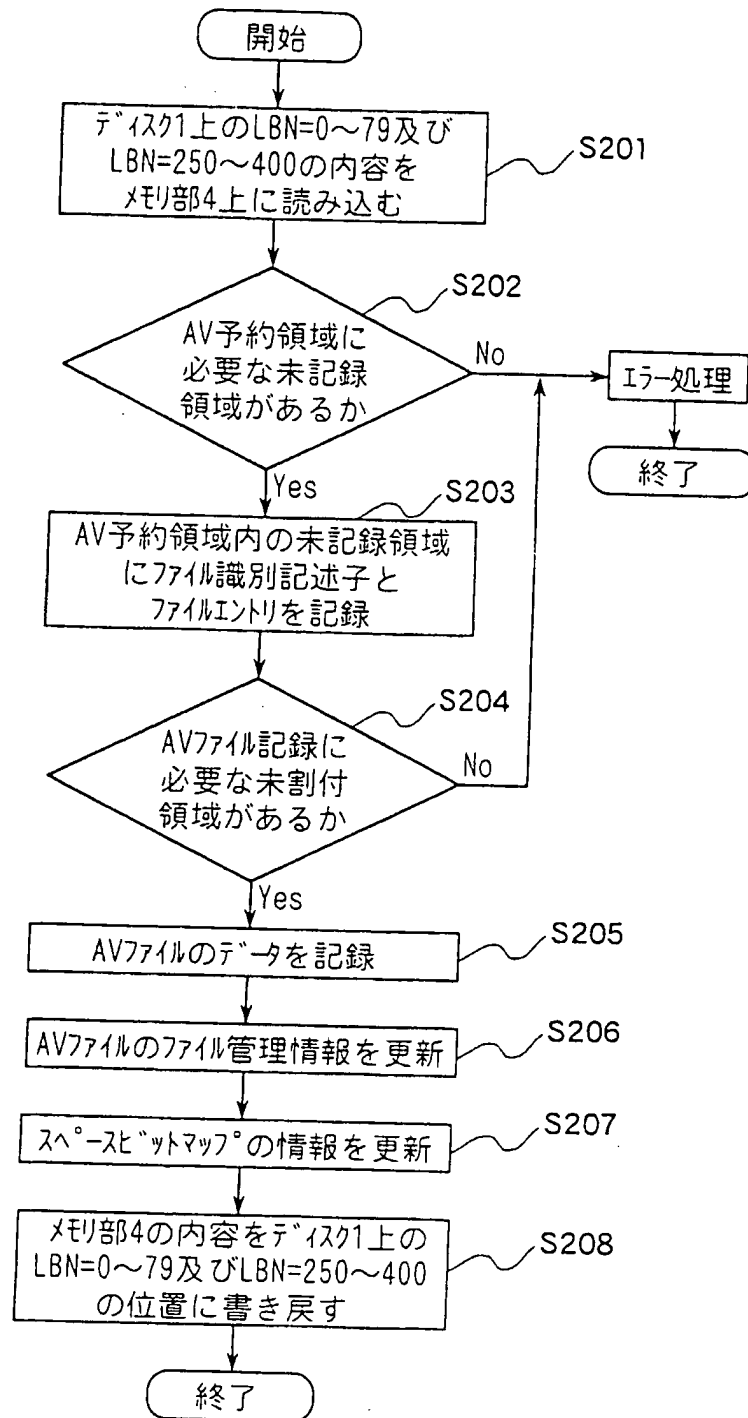 開始
ディスク1上のLBN=0～79及び
LBN=250～400の内容を
メモリ部4上に読み込む
S201
S202
AV予約領域に
必要な未記録
領域があるか
No
エラー処理
終了
Yes
S203
AV予約領域内の未記録領域
にファイル識別記述子と
ファイルエントリを記録
S204
AVファイル記録に
必要な未割付
領域があるか
No
Yes
AVファイルのデータを記録
S205
AVファイルのファイル管理情報を更新
S206
スペースビットマップの情報を更新
S207
メモリ部4の内容をディスク1上の
LBN=0～79及びLBN=250～400
の位置に書き戻す
S208
終了